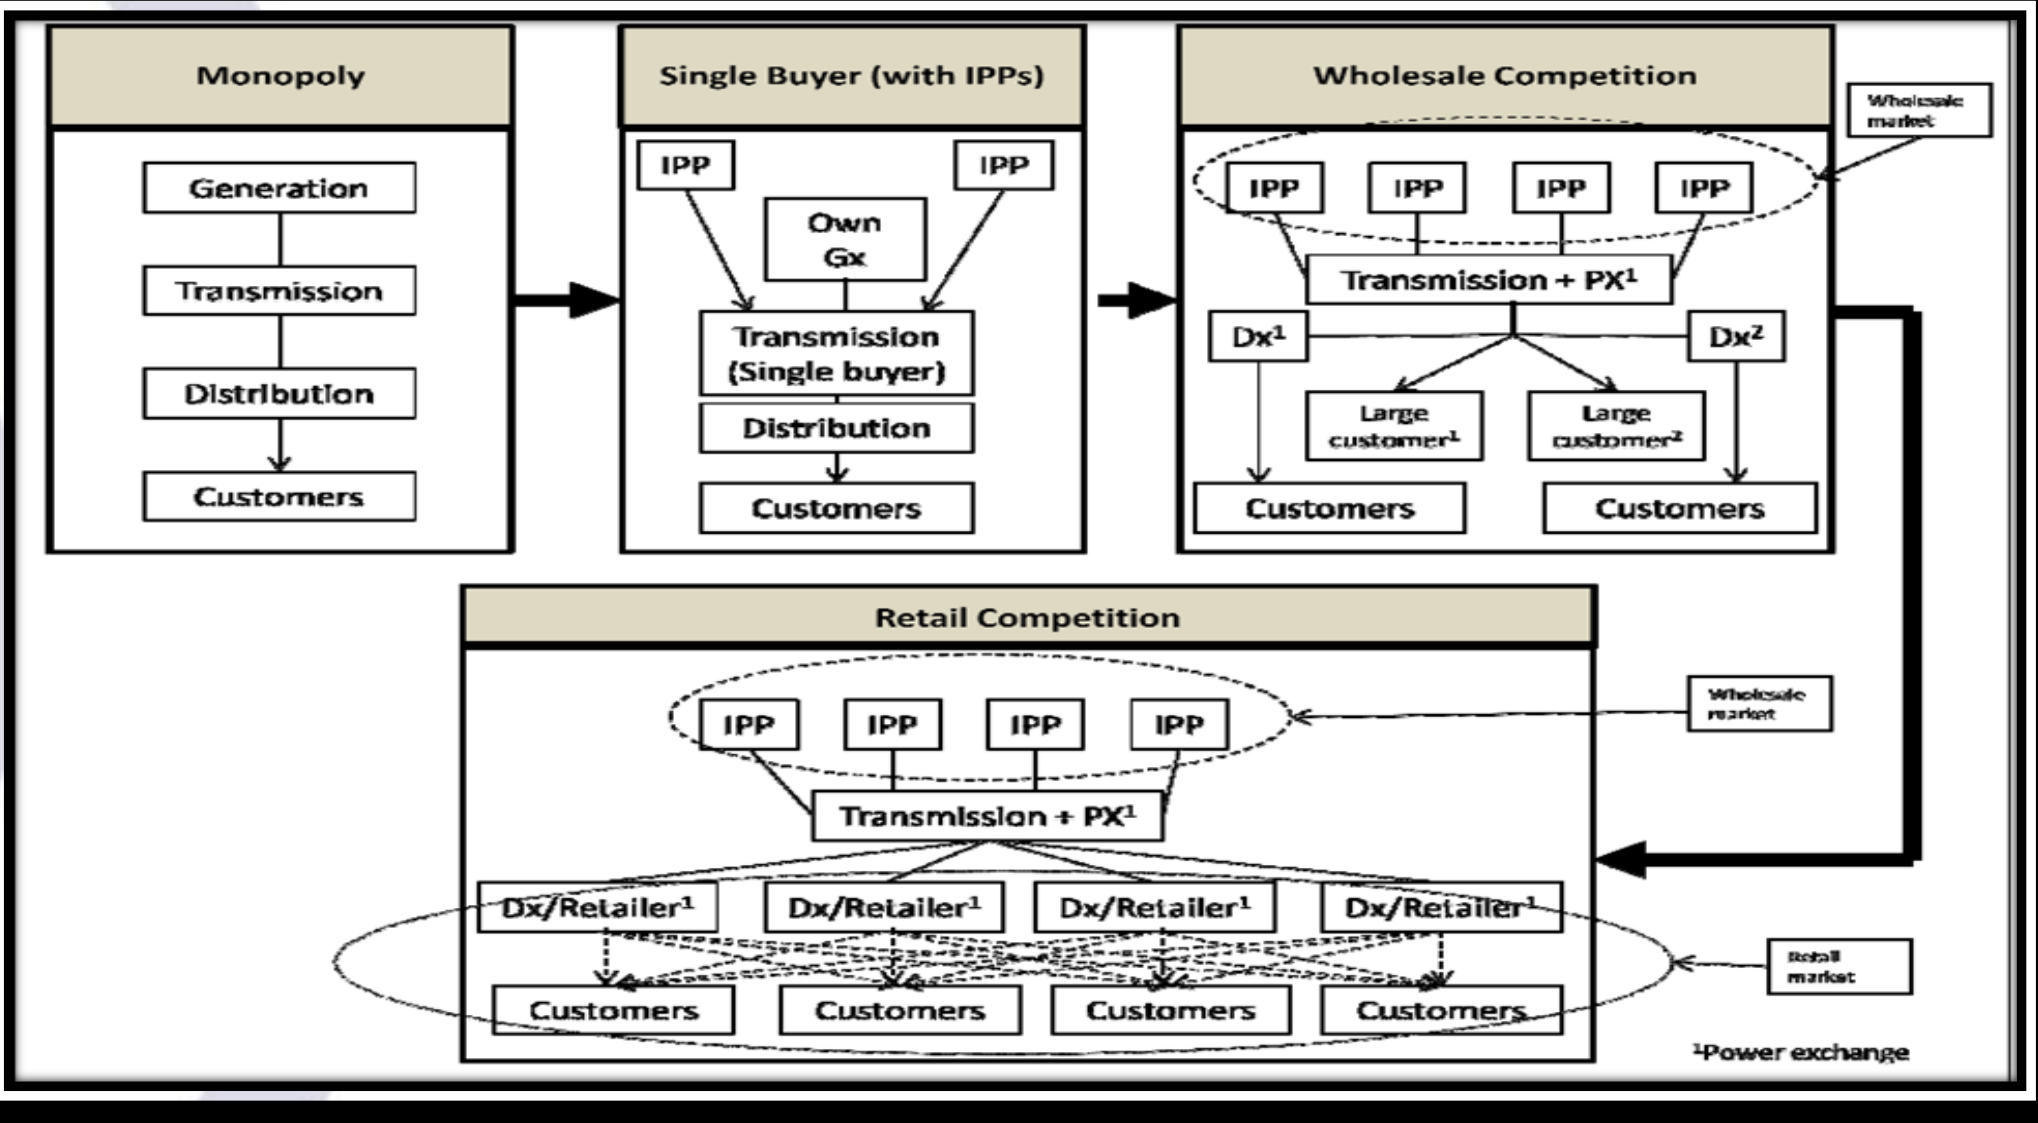 Monopoly
Generation
Transmission
Distribution
Customers
Single Buyer (with IPPs)
IPP
IPP
Own
Gx
Transmission
(Single buyer)
Distribution
Customers
Wholesale Competition
Wholesale
market
IPP
IPP
IPP
IPP
Transmission + PX¹
Dx¹
Dx²
Large
customer¹
Large
customer²
Customers
Customers
Retail Competition
IPP
IPP
IPP
IPP
Wholesale
market
Transmission + PX¹
Dx/Retailer¹
Dx/Retailer¹
Dx/Retailer¹
Dx/Retailer¹
Retail
market
Customers
Customers
Customers
Customers
¹Power exchange